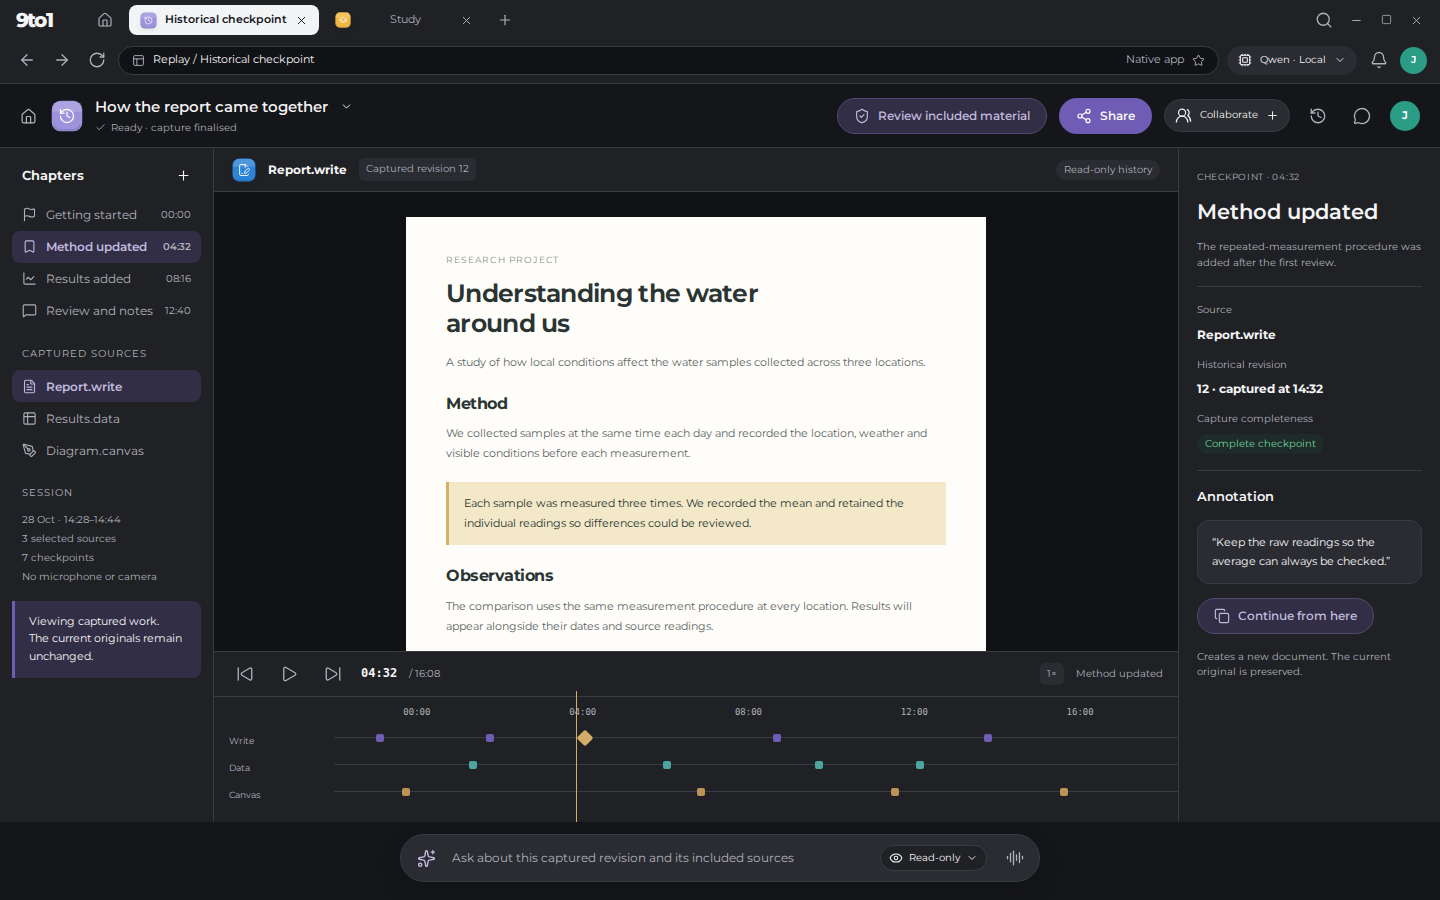 9to1
Historical checkpoint
Study
Replay / Historical checkpoint
Native app
Qwen · Local
J
How the report came together
Ready · capture finalised
Review included material
Share
Collaborate
J
Chapters
Getting started 00:00
Method updated 04:32
Results added 08:16
Review and notes 12:40
CAPTURED SOURCES
Report.write
Results.data
Diagram.canvas
SESSION
28 Oct · 14:28–14:44
3 selected sources
7 checkpoints
No microphone or camera
Viewing captured work.
The current originals remain
unchanged.
Report.write
Captured revision 12
Read-only history
RESEARCH PROJECT
Understanding the water
around us
A study of how local conditions affect the water samples collected across three locations.
Method
We collected samples at the same time each day and recorded the location, weather and
visible conditions before each measurement.
Each sample was measured three times. We recorded the mean and retained the
individual readings so differences could be reviewed.
Observations
The comparison uses the same measurement procedure at every location. Results will
appear alongside their dates and source readings.
04:32 / 16:08
1×
Method updated
00:00 04:00 08:00 12:00 16:00
Write
Data
Canvas
CHECKPOINT · 04:32
Method updated
The repeated-measurement procedure was
added after the first review.
Source
Report.write
Historical revision
12 · captured at 14:32
Capture completeness
Complete checkpoint
Annotation
“Keep the raw readings so the
average can always be checked.”
Continue from here
Creates a new document. The current
original is preserved.
Ask about this captured revision and its included sources
Read-only